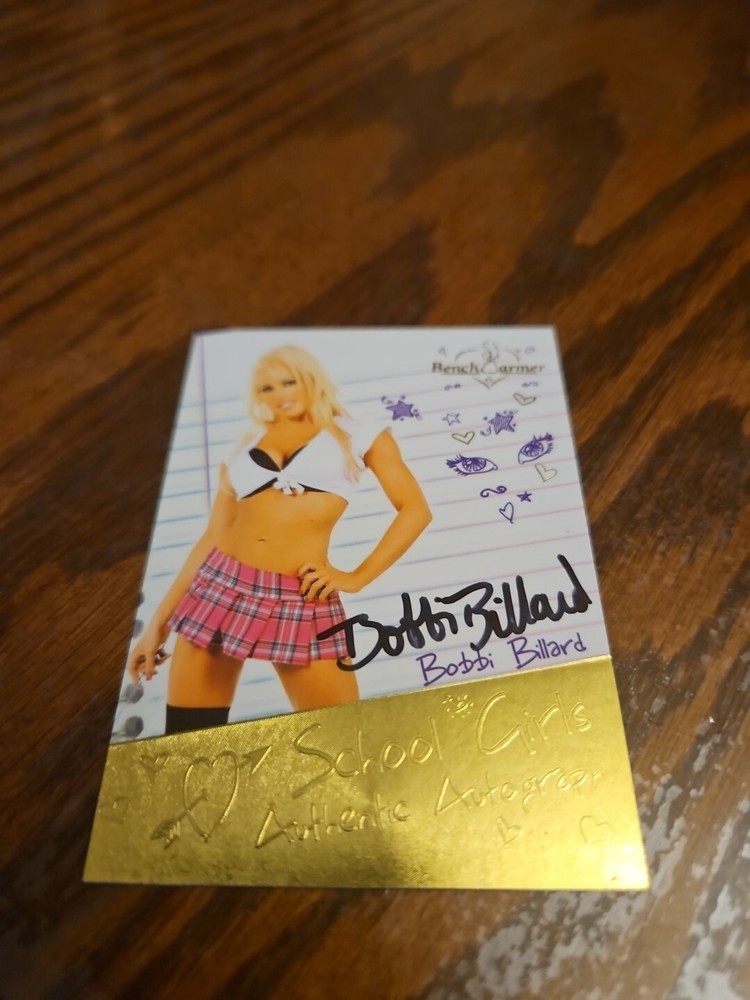 BenchWarmer
Bobbi Billard
Bobbi Billard
School Girls
Authentic Autograph